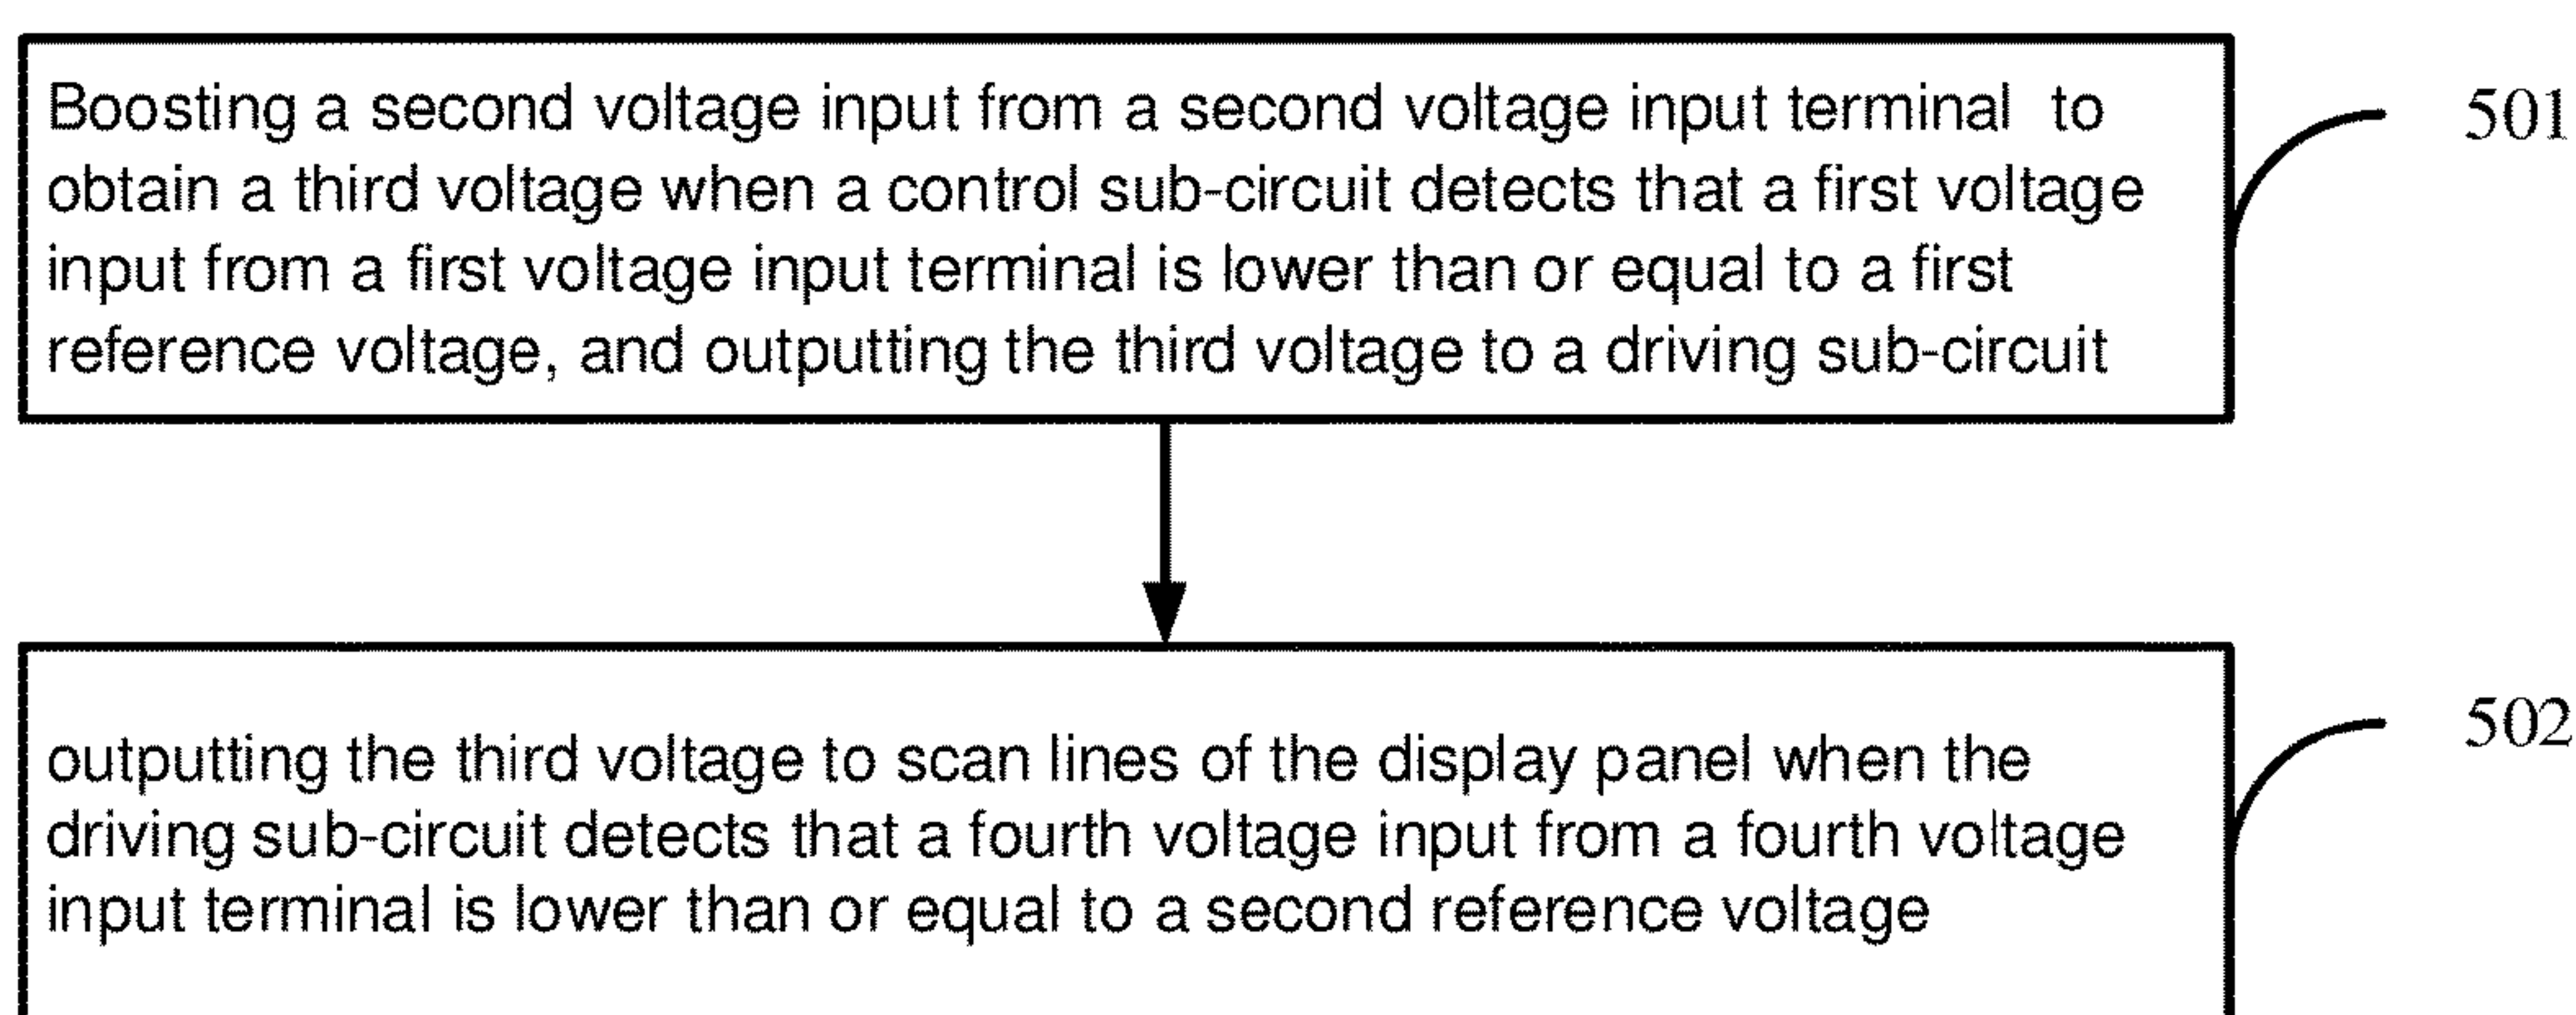 Boosting a second voltage input from a second voltage input terminal to
obtain a third voltage when a control sub-circuit detects that a first voltage
input from a first voltage input terminal is lower than or equal to a first
reference voltage, and outputting the third voltage to a driving sub-circuit
501
outputting the third voltage to scan lines of the display panel when the
driving sub-circuit detects that a fourth voltage input from a fourth voltage
input terminal is lower than or equal to a second reference voltage
502